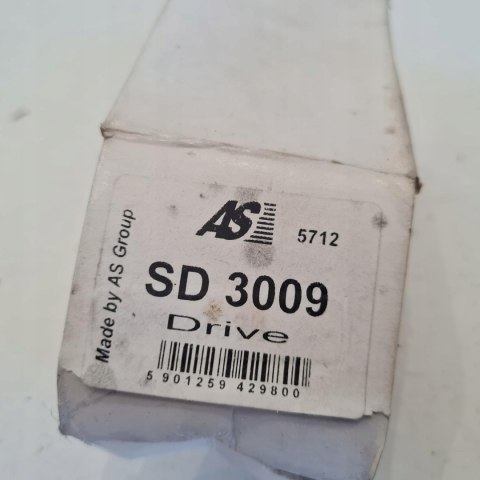 AS
5712
SD 3009
Drive
5 901259 429800
Made by AS Group